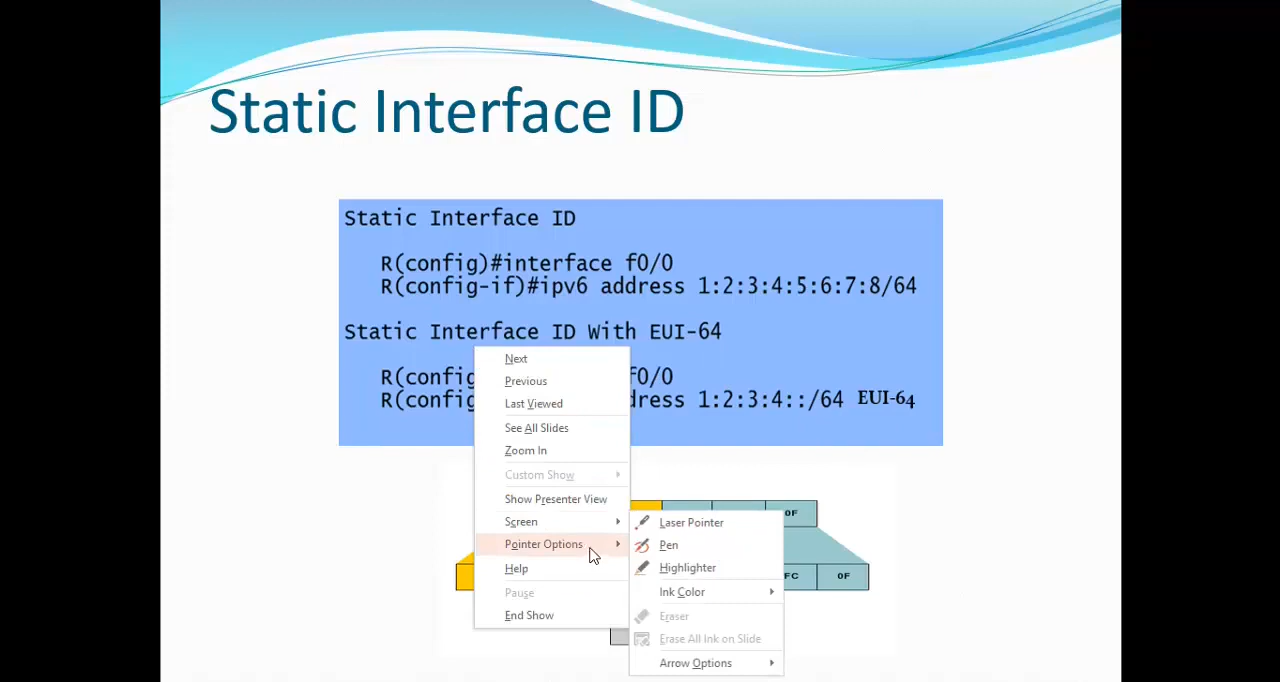 Static Interface ID
Static Interface ID
R(config)#interface f0/0
R(config-if)#ipv6 address 1:2:3:4:5:6:7:8/64
Static Interface ID With EUI-64
R(config f0/0
R(config dress 1:2:3:4::/64 EUI-64
Next
Previous
Last Viewed
See All Slides
Zoom In
Custom Show
Show Presenter View
Screen
Pointer Options
Help
Pause
End Show
Laser Pointer
Pen
Highlighter
Ink Color
Eraser
Erase All Ink on Slide
Arrow Options
0F
FC 0F